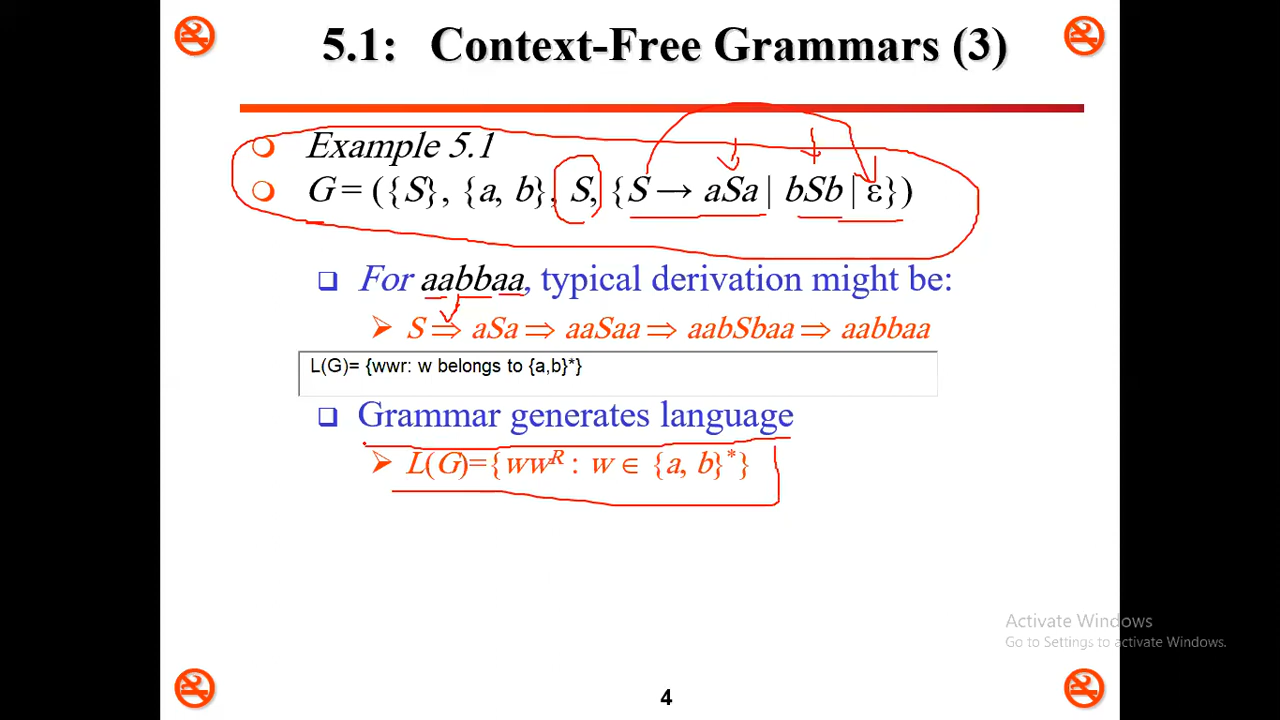 5.1: Context-Free Grammars (3)
Example 5.1
G = ({S}, {a, b}, S, {S → aSa | bSb | ε})
For aabbaa, typical derivation might be:
S ⇒ aSa ⇒ aaSaa ⇒ aabSbaa ⇒ aabbaa
L(G)= {wwr: w belongs to {a,b}*}
Grammar generates language
L(G)={wwᴿ : w ∈ {a, b}*}
Activate Windows
Go to Settings to activate Windows.
4